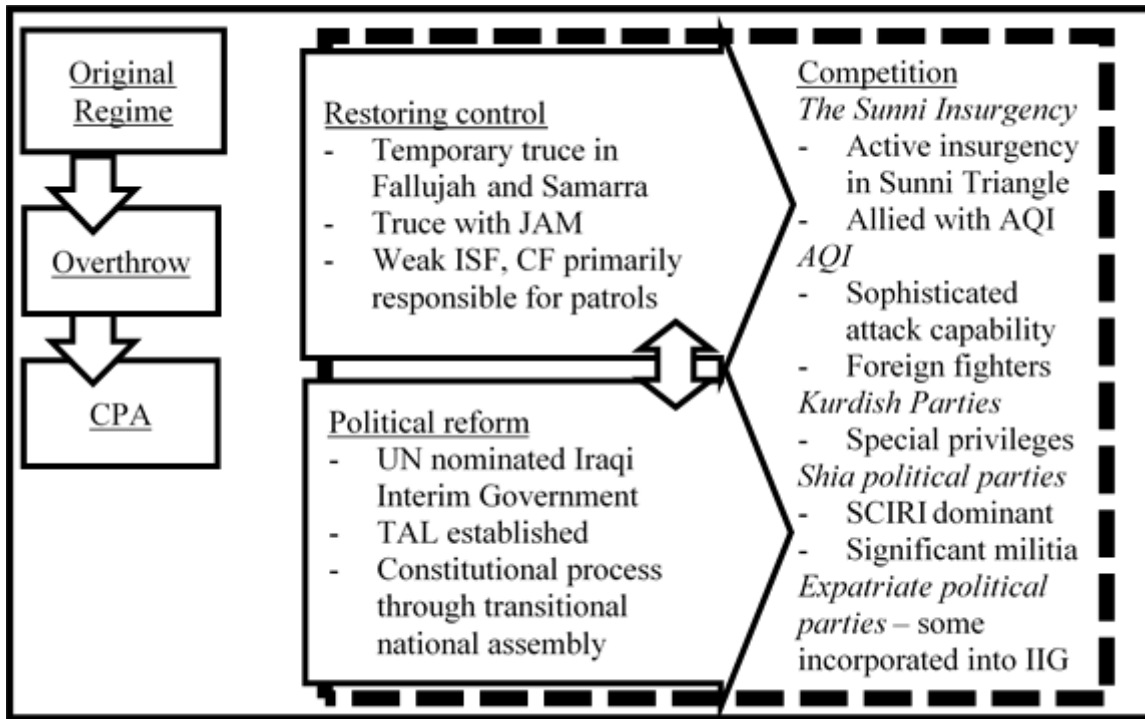 Original
Regime
Overthrow
CPA
Restoring control
- Temporary truce in
Fallujah and Samarra
- Truce with JAM
- Weak ISF, CF primarily
responsible for patrols
Political reform
- UN nominated Iraqi
Interim Government
- TAL established
- Constitutional process
through transitional
national assembly
Competition
The Sunni Insurgency
- Active insurgency
in Sunni Triangle
- Allied with AQI
AQI
- Sophisticated
attack capability
- Foreign fighters
Kurdish Parties
- Special privileges
Shia political parties
- SCIRI dominant
- Significant militia
Expatriate political
parties – some
incorporated into IIG